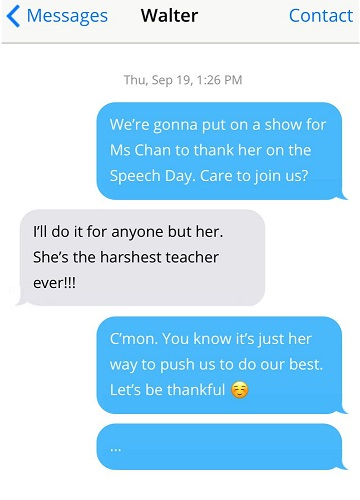 Messages Walter Contact
Thu, Sep 19, 1:26 PM
We're gonna put on a show for
Ms Chan to thank her on the
Speech Day. Care to join us?
I'll do it for anyone but her.
She's the harshest teacher
ever!!!
C'mon. You know it's just her
way to push us to do our best.
Let's be thankful ☺️
...